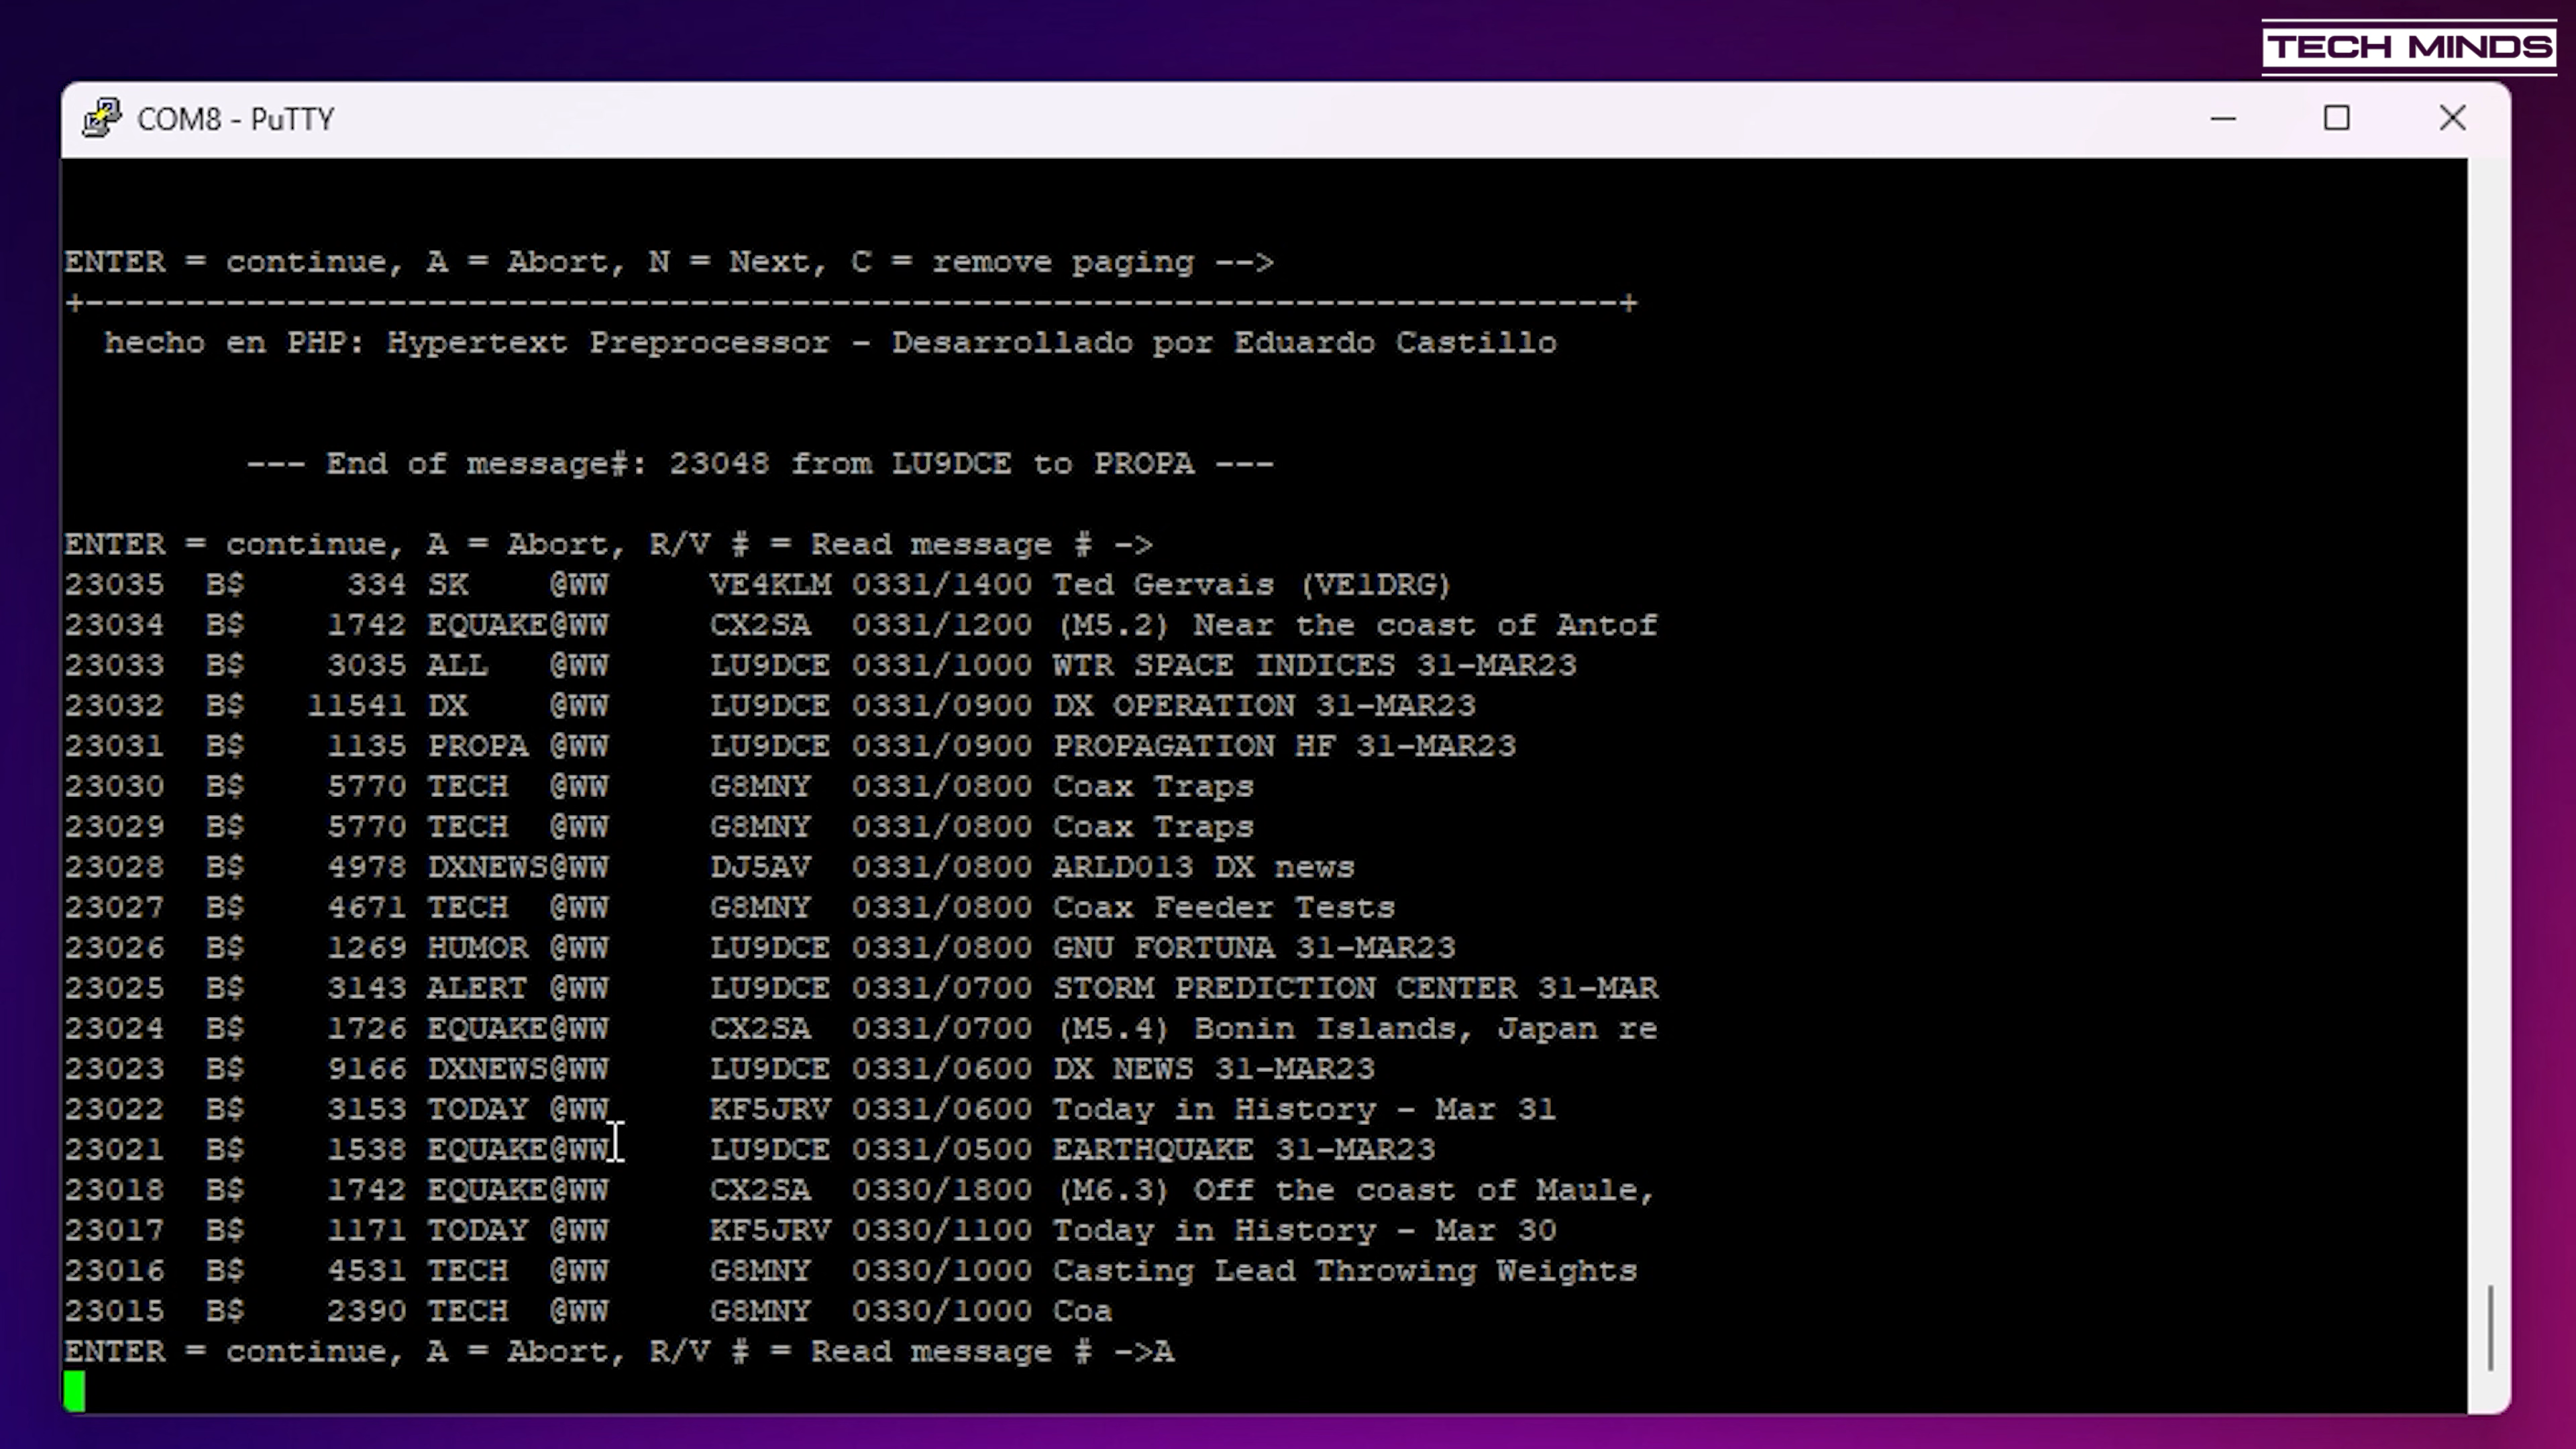 TECH MINDS
COM8 - PuTTY
ENTER = continue, A = Abort, N = Next, C = remove paging -->
+----------------------------------------------------------------------------+
hecho en PHP: Hypertext Preprocessor - Desarrollado por Eduardo Castillo
--- End of message#: 23048 from LU9DCE to PROPA ---
ENTER = continue, A = Abort, R/V # = Read message # ->
23035  B$     334 SK    @WW     VE4KLM 0331/1400 Ted Gervais (VE1DRG)
23034  B$    1742 EQUAKE@WW     CX2SA  0331/1200 (M5.2) Near the coast of Antof
23033  B$    3035 ALL   @WW     LU9DCE 0331/1000 WTR SPACE INDICES 31-MAR23
23032  B$   11541 DX    @WW     LU9DCE 0331/0900 DX OPERATION 31-MAR23
23031  B$    1135 PROPA @WW     LU9DCE 0331/0900 PROPAGATION HF 31-MAR23
23030  B$    5770 TECH  @WW     G8MNY  0331/0800 Coax Traps
23029  B$    5770 TECH  @WW     G8MNY  0331/0800 Coax Traps
23028  B$    4978 DXNEWS@WW     DJ5AV  0331/0800 ARLD013 DX news
23027  B$    4671 TECH  @WW     G8MNY  0331/0800 Coax Feeder Tests
23026  B$    1269 HUMOR @WW     LU9DCE 0331/0800 GNU FORTUNA 31-MAR23
23025  B$    3143 ALERT @WW     LU9DCE 0331/0700 STORM PREDICTION CENTER 31-MAR
23024  B$    1726 EQUAKE@WW     CX2SA  0331/0700 (M5.4) Bonin Islands, Japan re
23023  B$    9166 DXNEWS@WW     LU9DCE 0331/0600 DX NEWS 31-MAR23
23022  B$    3153 TODAY @WW     KF5JRV 0331/0600 Today in History - Mar 31
23021  B$    1538 EQUAKE@WW     LU9DCE 0331/0500 EARTHQUAKE 31-MAR23
23018  B$    1742 EQUAKE@WW     CX2SA  0330/1800 (M6.3) Off the coast of Maule,
23017  B$    1171 TODAY @WW     KF5JRV 0330/1100 Today in History - Mar 30
23016  B$    4531 TECH  @WW     G8MNY  0330/1000 Casting Lead Throwing Weights
23015  B$    2390 TECH  @WW     G8MNY  0330/1000 Coa
ENTER = continue, A = Abort, R/V # = Read message # ->A